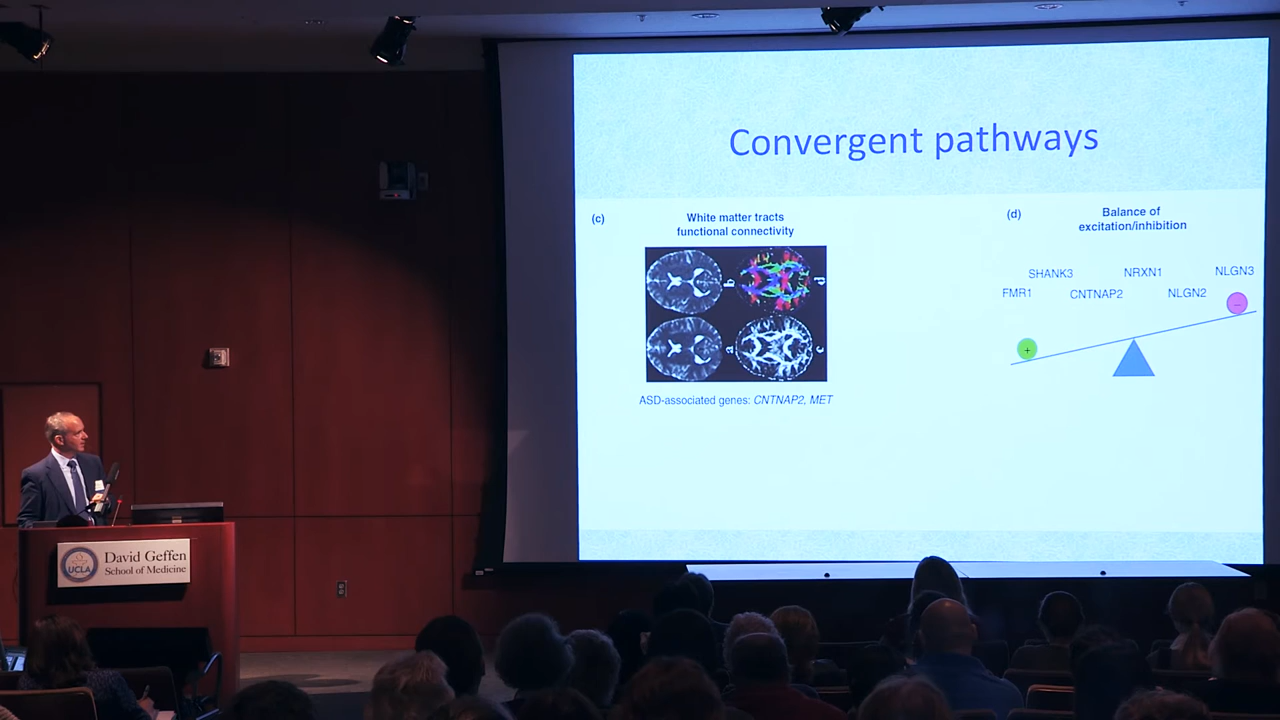 Convergent pathways
(c)
White matter tracts
functional connectivity
b
d
a
c
ASD-associated genes: CNTNAP2, MET
(d)
Balance of
excitation/inhibition
SHANK3
NRXN1
NLGN3
FMR1
CNTNAP2
NLGN2
+
−
UCLA
David Geffen
School of Medicine